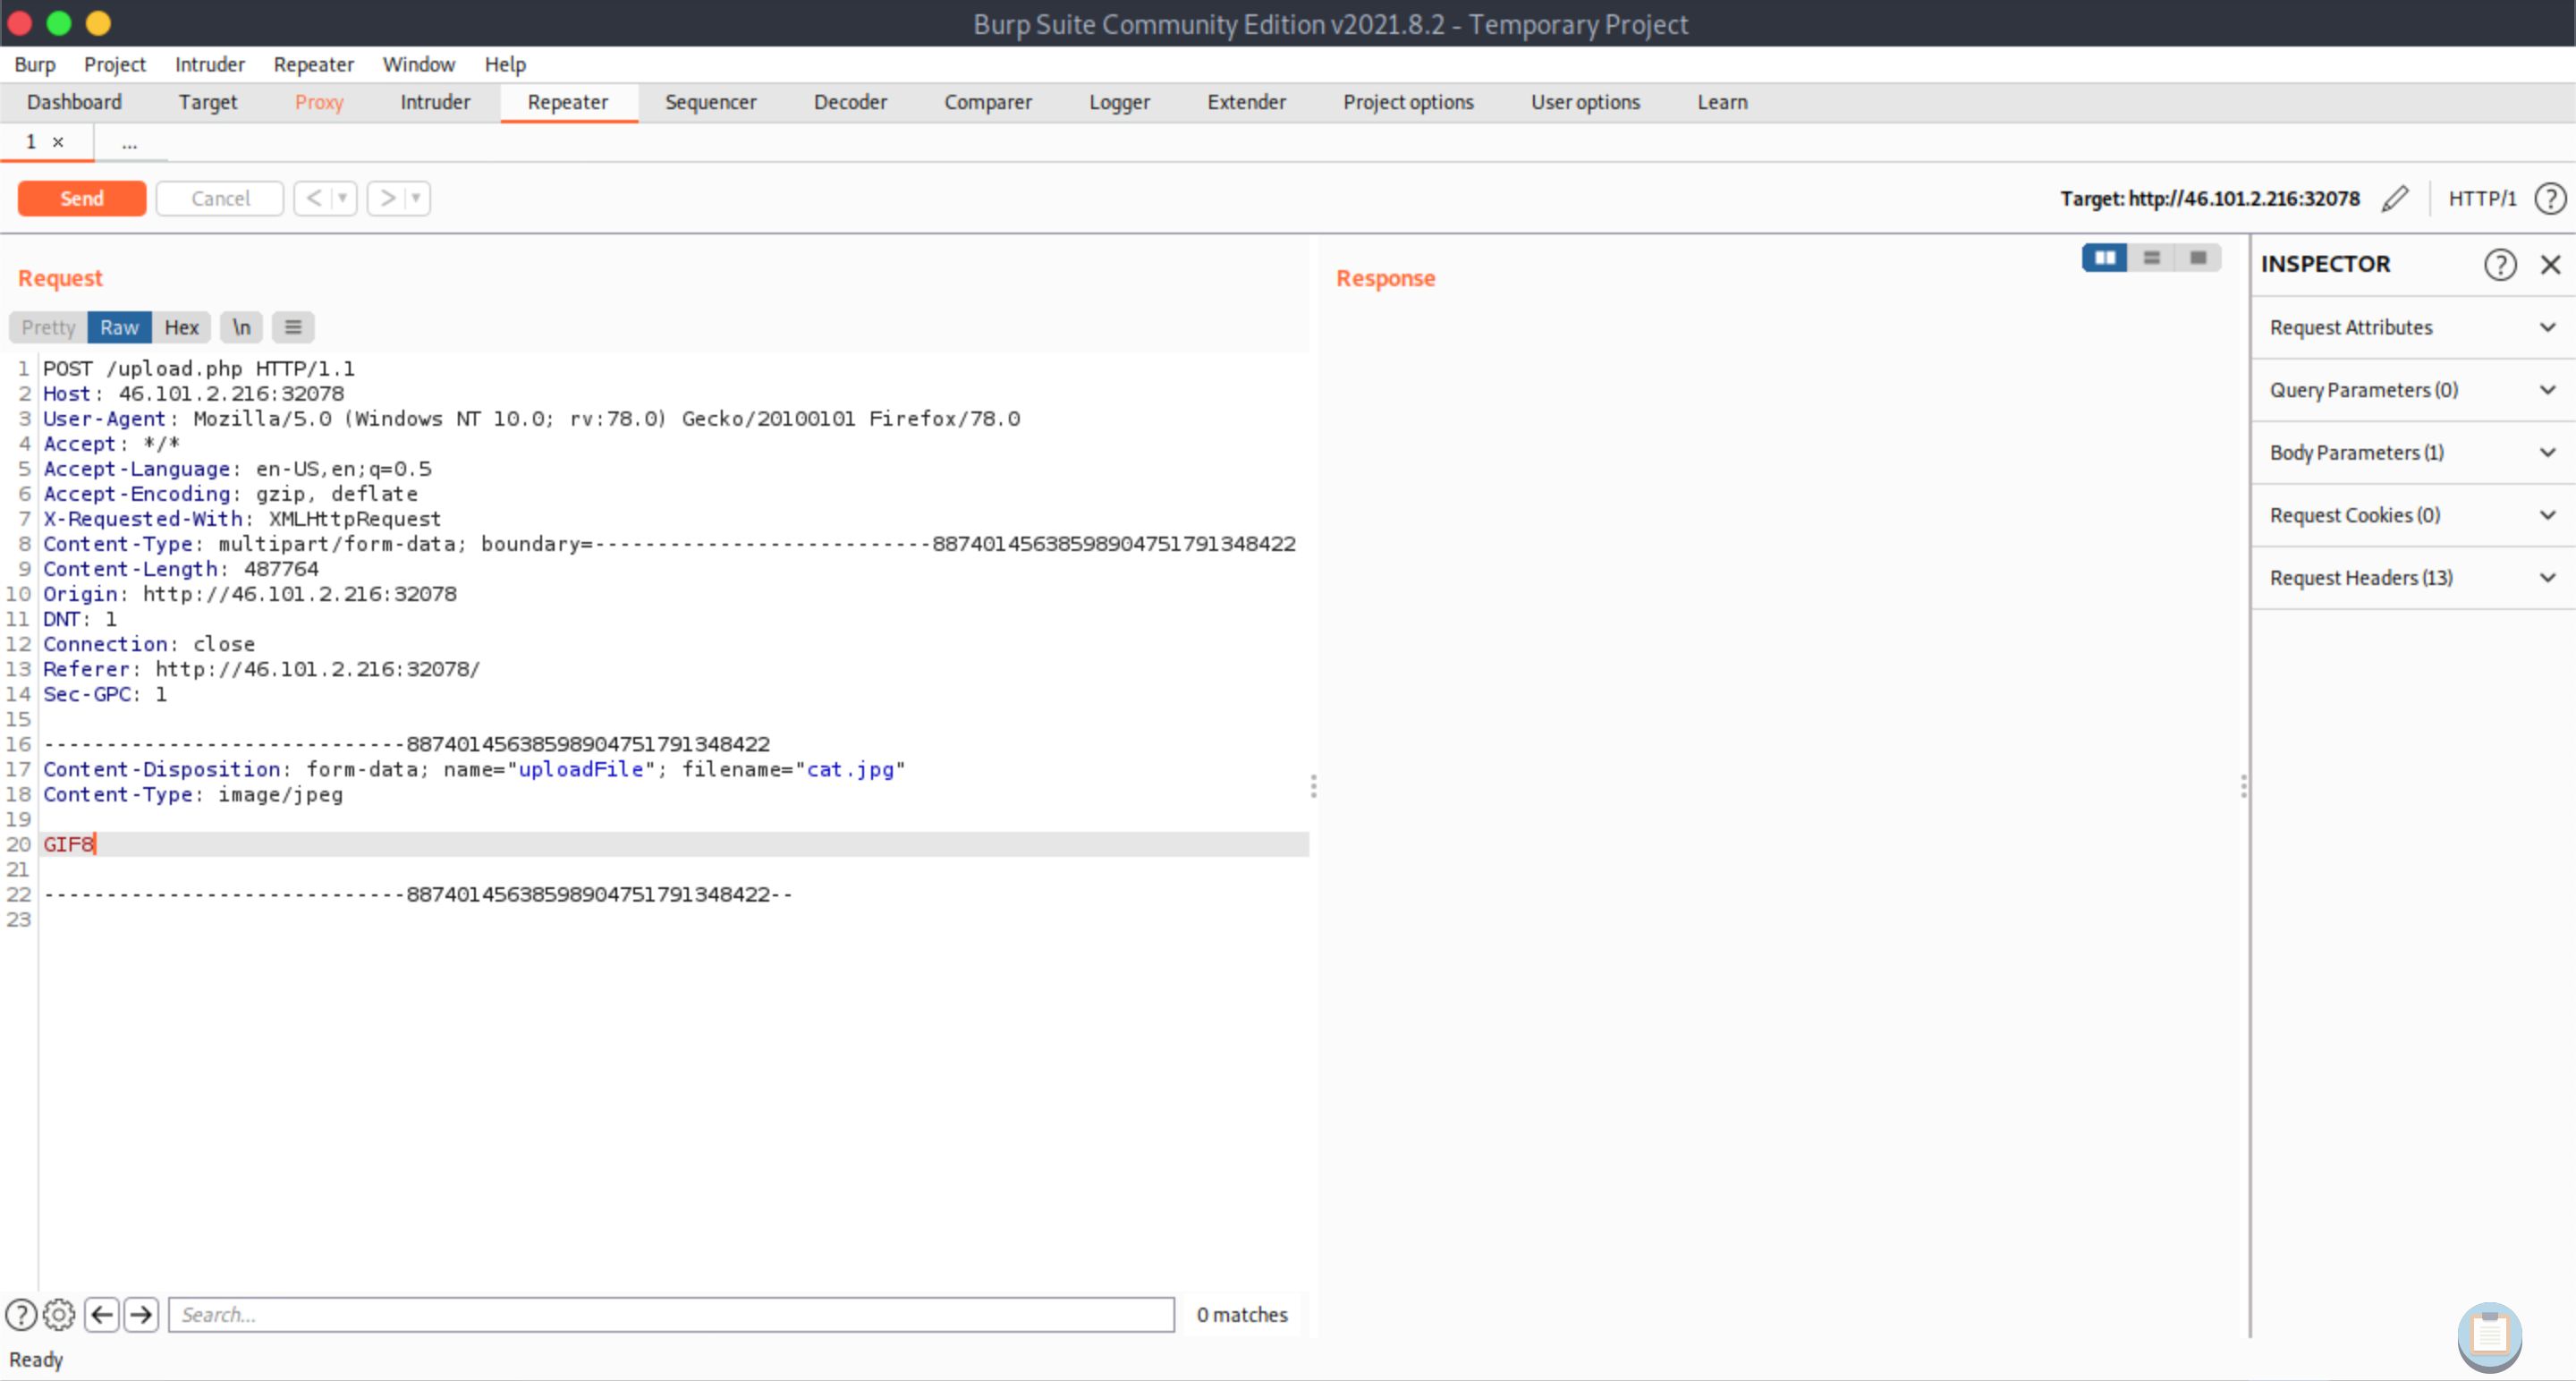 Burp Suite Community Edition v2021.8.2 - Temporary Project
Burp Project Intruder Repeater Window Help
Dashboard Target Proxy Intruder Repeater Sequencer Decoder Comparer Logger Extender Project options User options Learn
1 × ...
Send Cancel < > Target: http://46.101.2.216:32078 HTTP/1 ?
Request
Response
INSPECTOR ?
Pretty Raw Hex \n
Request Attributes
Query Parameters (0)
Body Parameters (1)
Request Cookies (0)
Request Headers (13)
1 POST /upload.php HTTP/1.1
2 Host: 46.101.2.216:32078
3 User-Agent: Mozilla/5.0 (Windows NT 10.0; rv:78.0) Gecko/20100101 Firefox/78.0
4 Accept: */*
5 Accept-Language: en-US,en;q=0.5
6 Accept-Encoding: gzip, deflate
7 X-Requested-With: XMLHttpRequest
8 Content-Type: multipart/form-data; boundary=---------------------------88740145638598904751791348422
9 Content-Length: 487764
10 Origin: http://46.101.2.216:32078
11 DNT: 1
12 Connection: close
13 Referer: http://46.101.2.216:32078/
14 Sec-GPC: 1
15
16 -----------------------------88740145638598904751791348422
17 Content-Disposition: form-data; name="uploadFile"; filename="cat.jpg"
18 Content-Type: image/jpeg
19
20 GIF8
21
22 -----------------------------88740145638598904751791348422--
23
? Search... 0 matches
Ready